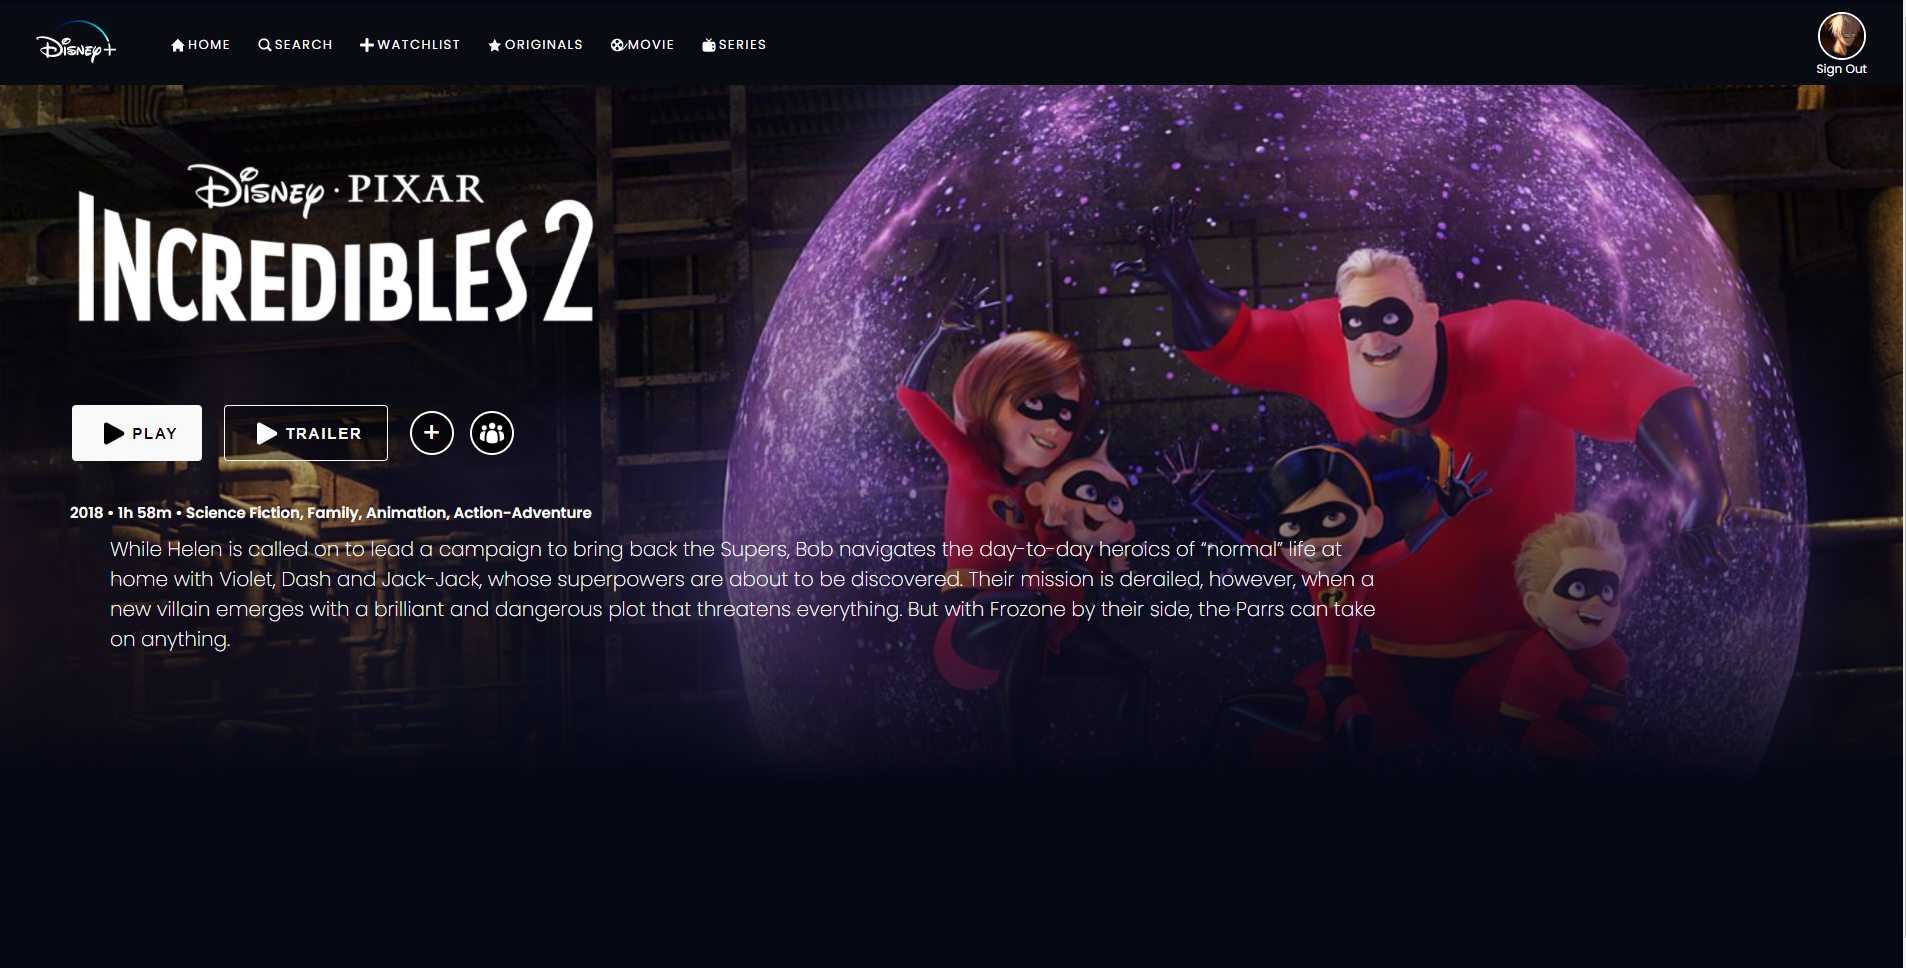 Disney+
HOME
SEARCH
WATCHLIST
ORIGINALS
MOVIE
SERIES
Sign Out
Disney · PIXAR
INCREDIBLES 2
PLAY
TRAILER
2018 • 1h 58m • Science Fiction, Family, Animation, Action-Adventure
While Helen is called on to lead a campaign to bring back the Supers, Bob navigates the day-to-day heroics of “normal” life at
home with Violet, Dash and Jack-Jack, whose superpowers are about to be discovered. Their mission is derailed, however, when a
new villain emerges with a brilliant and dangerous plot that threatens everything. But with Frozone by their side, the Parrs can take
on anything.